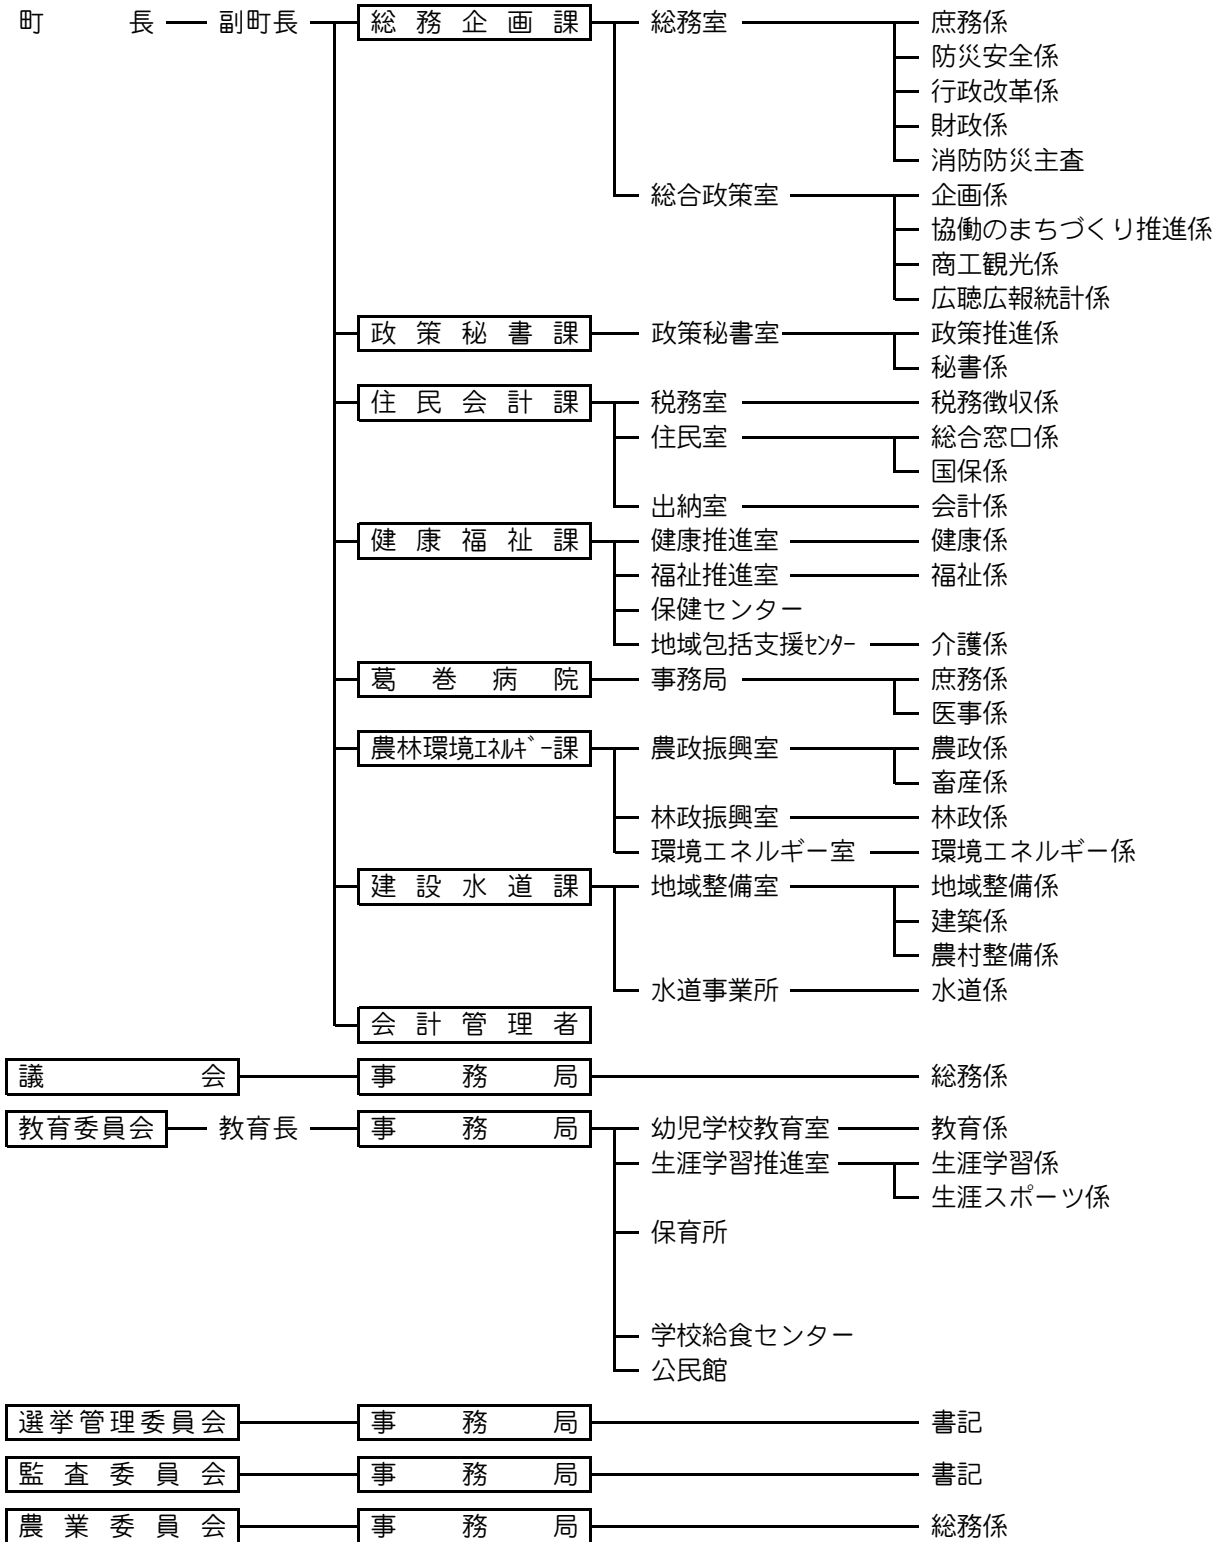 町長 副町長 総務企画課 総務室 庶務係
防災安全係
行政改革係
財政係
消防防災主査
総合政策室 企画係
協働のまちづくり推進係
商工観光係
広聴広報統計係
政策秘書課 政策秘書室 政策推進係
秘書係
住民会計課 税務室 税務徴収係
住民室 総合窓口係
国保係
出納室 会計係
健康福祉課 健康推進室 健康係
福祉推進室 福祉係
保健センター
地域包括支援ｾﾝﾀｰ 介護係
葛巻病院 事務局 庶務係
医事係
農林環境ｴﾈﾙｷﾞｰ課 農政振興室 農政係
畜産係
林政振興室 林政係
環境エネルギー室 環境エネルギー係
建設水道課 地域整備室 地域整備係
建築係
農村整備係
水道事業所 水道係
会計管理者
議会 事務局 総務係
教育委員会 教育長 事務局 幼児学校教育室 教育係
生涯学習推進室 生涯学習係
生涯スポーツ係
保育所
学校給食センター
公民館
選挙管理委員会 事務局 書記
監査委員会 事務局 書記
農業委員会 事務局 総務係